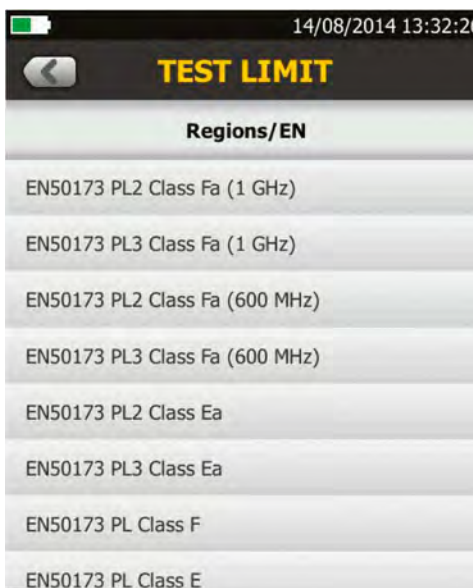 14/08/2014 13:32:26
TEST LIMIT
Regions/EN
EN50173 PL2 Class Fa (1 GHz)
EN50173 PL3 Class Fa (1 GHz)
EN50173 PL2 Class Fa (600 MHz)
EN50173 PL3 Class Fa (600 MHz)
EN50173 PL2 Class Ea
EN50173 PL3 Class Ea
EN50173 PL Class F
EN50173 PL Class E